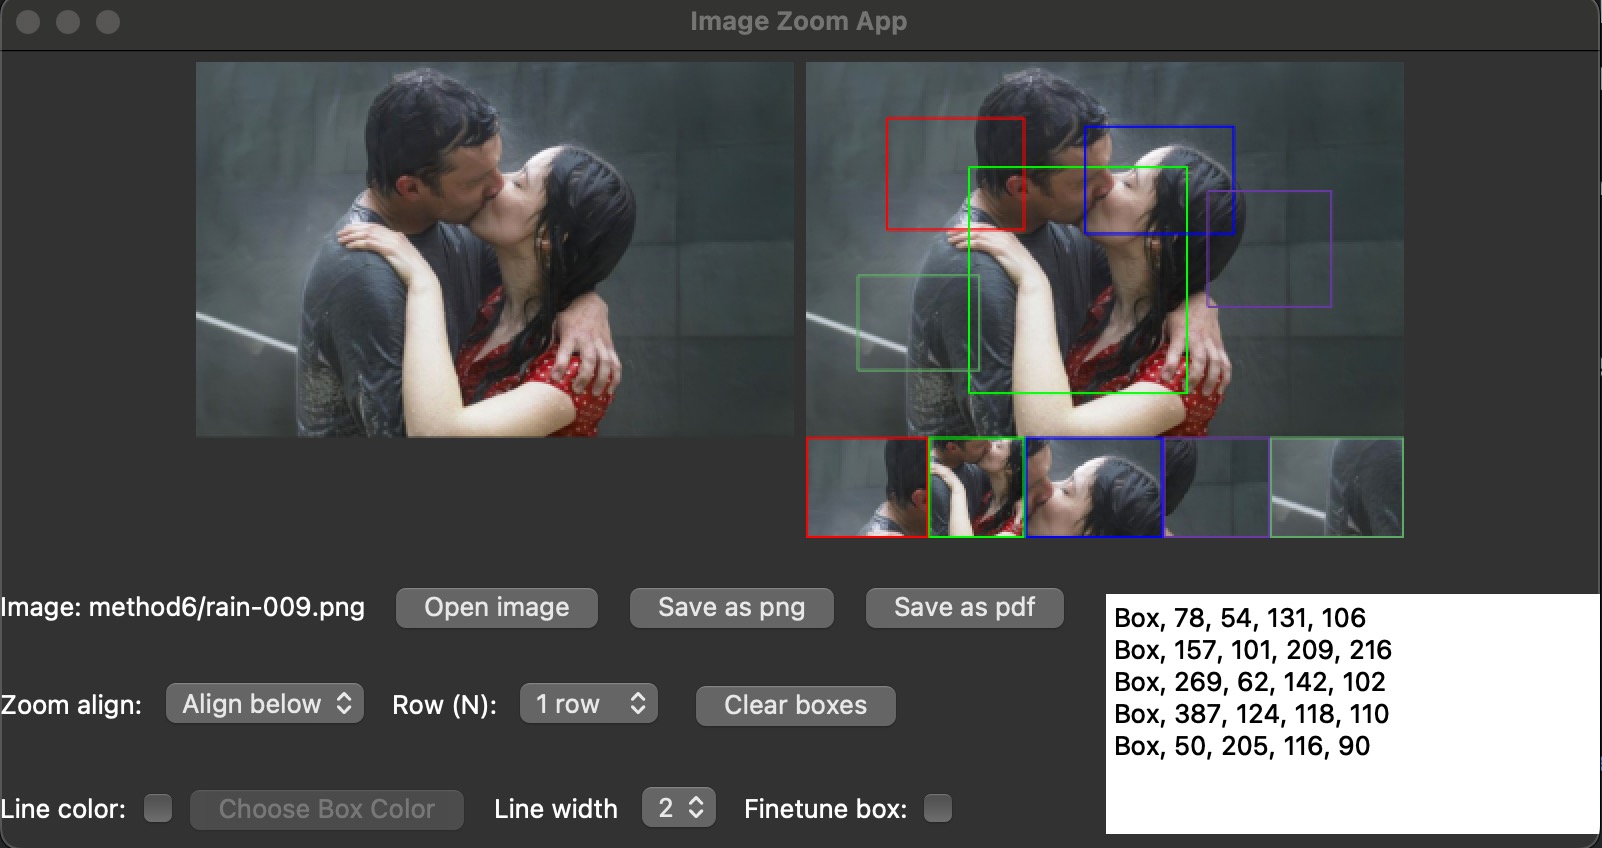 Image Zoom App
Image: method6/rain-009.png
Open image
Save as png
Save as pdf
Zoom align:
Align below
Row (N):
1 row
Clear boxes
Line color:
Choose Box Color
Line width
2
Finetune box:
Box, 78, 54, 131, 106
Box, 157, 101, 209, 216
Box, 269, 62, 142, 102
Box, 387, 124, 118, 110
Box, 50, 205, 116, 90